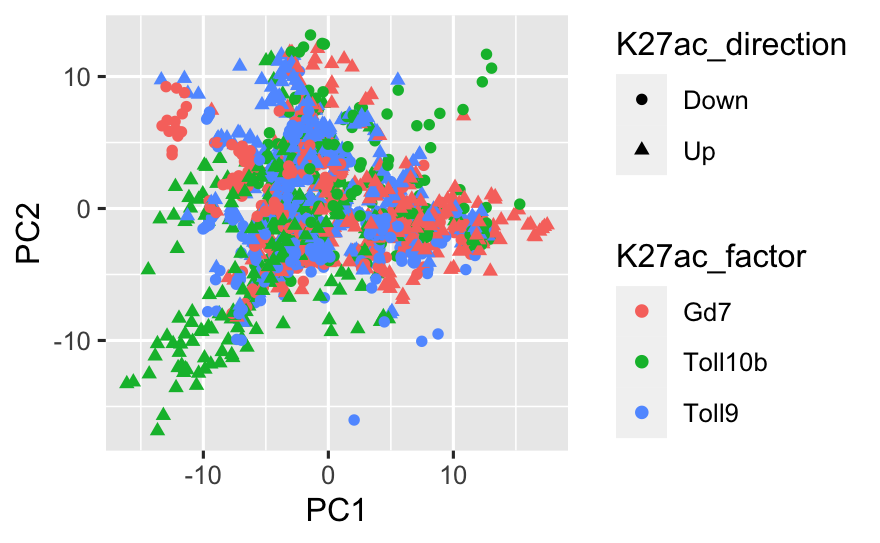 K27ac_direction
Down
Up
K27ac_factor
Gd7
Toll10b
Toll9
PC2
10
0
-10
-10
0
10
PC1